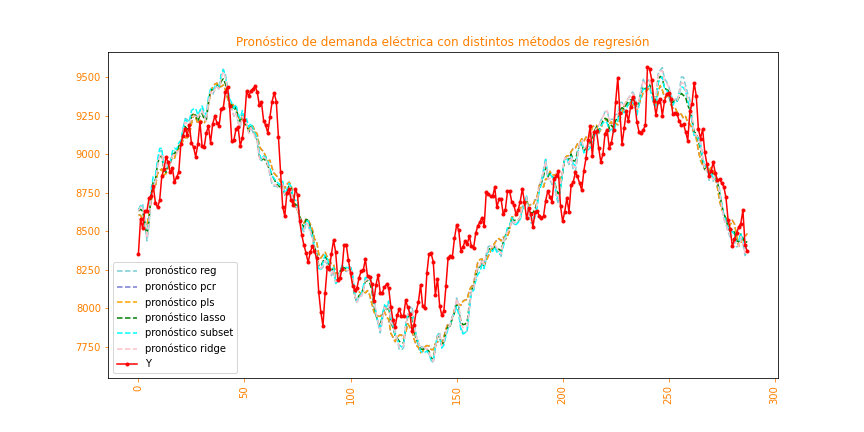 Pronóstico de demanda eléctrica con distintos métodos de regresión
9500
9250
9000
8750
8500
8250
8000
7750
pronóstico reg
pronóstico pcr
pronóstico pls
pronóstico lasso
pronóstico subset
pronóstico ridge
Y
0
50
100
150
200
250
300